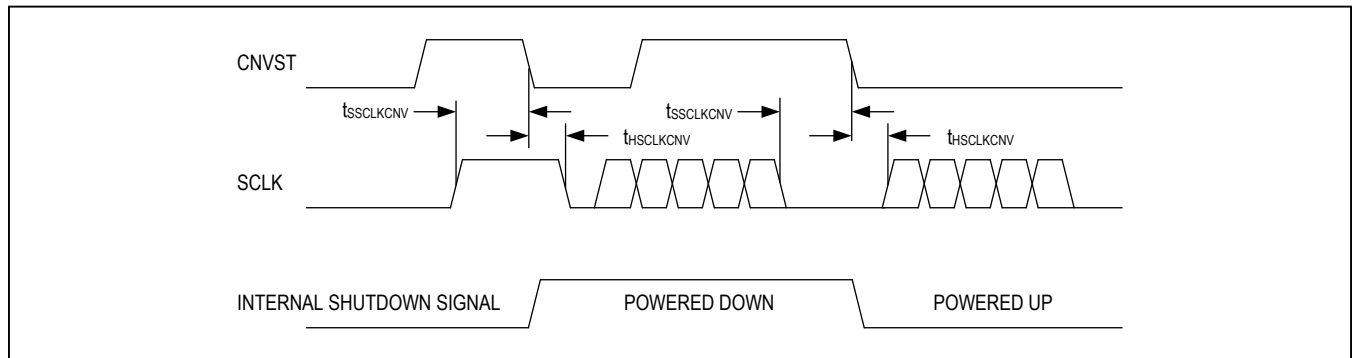 CNVST
tSSCLKCNV
tSSCLKCNV
tHSCLKCNV
tHSCLKCNV
SCLK
INTERNAL SHUTDOWN SIGNAL
POWERED DOWN
POWERED UP